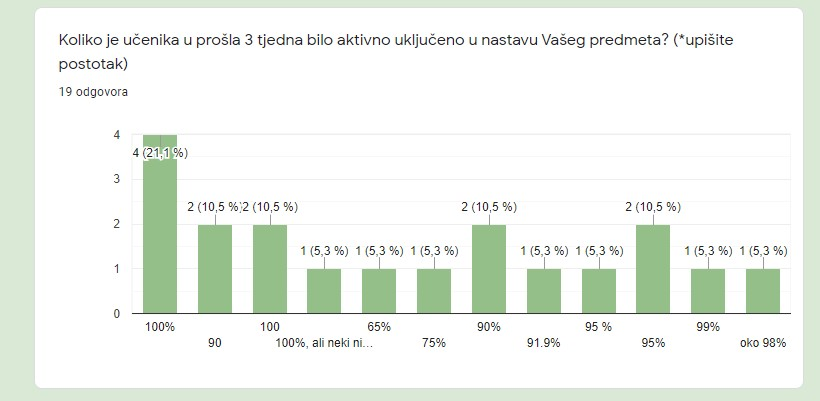 Koliko je učenika u prošla 3 tjedna bilo aktivno uključeno u nastavu Vašeg predmeta? (*upišite
postotak)
19 odgovora
4
3
2
1
0
4 (21,1 %)
2 (10,5 %)
2 (10,5 %)
1 (5,3 %)
1 (5,3 %)
1 (5,3 %)
2 (10,5 %)
1 (5,3 %)
1 (5,3 %)
2 (10,5 %)
1 (5,3 %)
1 (5,3 %)
100%
90
100
100%, ali neki ni…
65%
75%
90%
91.9%
95 %
95%
99%
oko 98%